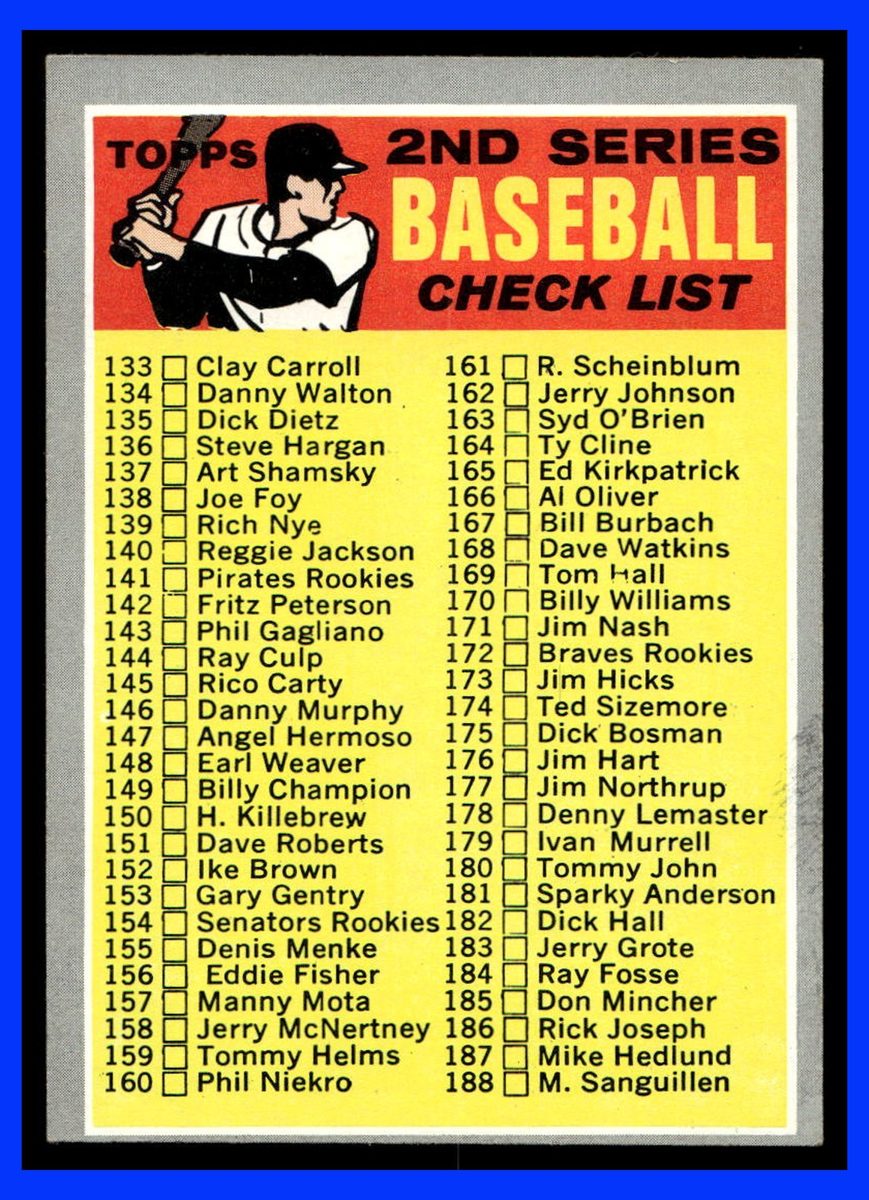 TOPPS
2ND SERIES
BASEBALL
CHECK LIST
133 Clay Carroll
134 Danny Walton
135 Dick Dietz
136 Steve Hargan
137 Art Shamsky
138 Joe Foy
139 Rich Nye
140 Reggie Jackson
141 Pirates Rookies
142 Fritz Peterson
143 Phil Gagliano
144 Ray Culp
145 Rico Carty
146 Danny Murphy
147 Angel Hermoso
148 Earl Weaver
149 Billy Champion
150 H. Killebrew
151 Dave Roberts
152 Ike Brown
153 Gary Gentry
154 Senators Rookies
155 Denis Menke
156 Eddie Fisher
157 Manny Mota
158 Jerry McNertney
159 Tommy Helms
160 Phil Niekro
161 R. Scheinblum
162 Jerry Johnson
163 Syd O'Brien
164 Ty Cline
165 Ed Kirkpatrick
166 Al Oliver
167 Bill Burbach
168 Dave Watkins
169 Tom Hall
170 Billy Williams
171 Jim Nash
172 Braves Rookies
173 Jim Hicks
174 Ted Sizemore
175 Dick Bosman
176 Jim Hart
177 Jim Northrup
178 Denny Lemaster
179 Ivan Murrell
180 Tommy John
181 Sparky Anderson
182 Dick Hall
183 Jerry Grote
184 Ray Fosse
185 Don Mincher
186 Rick Joseph
187 Mike Hedlund
188 M. Sanguillen